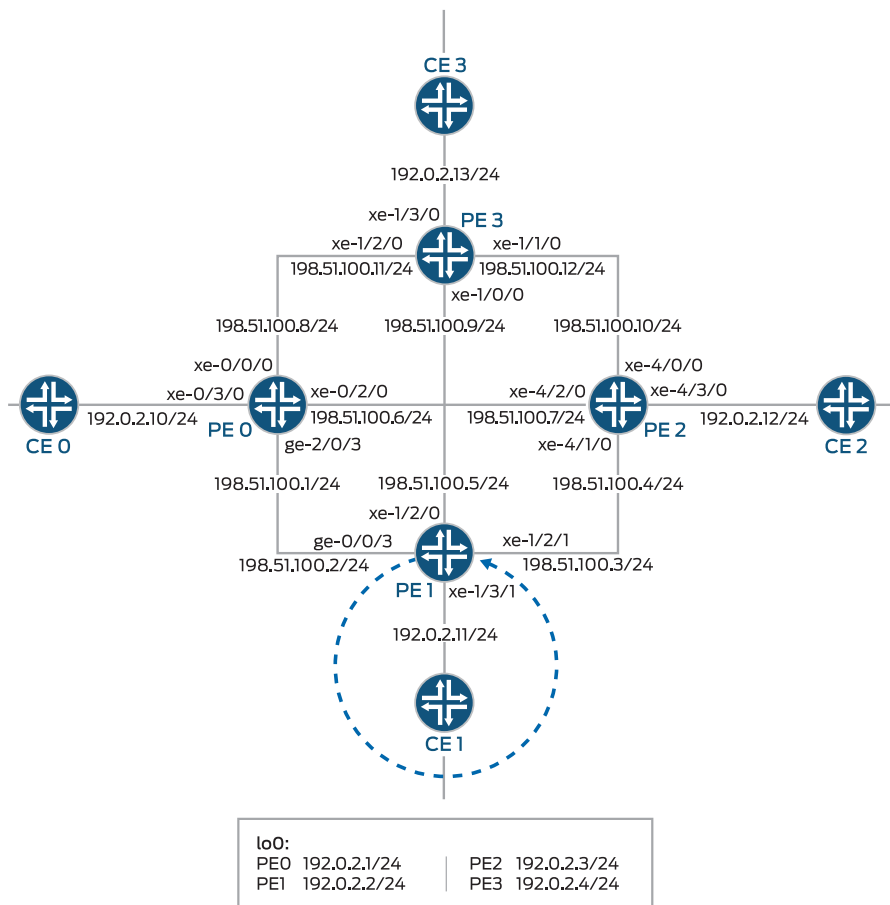 CE 3
192.0.2.13/24
xe-1/3/0
PE 3
xe-1/2/0
xe-1/1/0
198.51.100.11/24
198.51.100.12/24
xe-1/0/0
198.51.100.8/24
198.51.100.9/24
198.51.100.10/24
xe-0/0/0
xe-4/0/0
xe-0/3/0
xe-0/2/0
xe-4/2/0
xe-4/3/0
192.0.2.10/24
198.51.100.6/24
198.51.100.7/24
192.0.2.12/24
CE 0
PE 0
PE 2
CE 2
ge-2/0/3
xe-4/1/0
198.51.100.1/24
198.51.100.5/24
198.51.100.4/24
xe-1/2/0
ge-0/0/3
xe-1/2/1
198.51.100.2/24
198.51.100.3/24
PE 1
xe-1/3/1
192.0.2.11/24
CE 1
lo0:
PE0 192.0.2.1/24
PE2 192.0.2.3/24
PE1 192.0.2.2/24
PE3 192.0.2.4/24